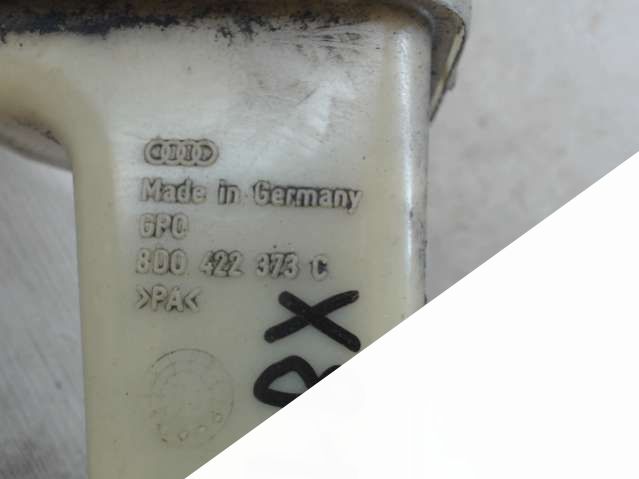 Made in Germany
GPO
8D0 422 373 C
>PA<